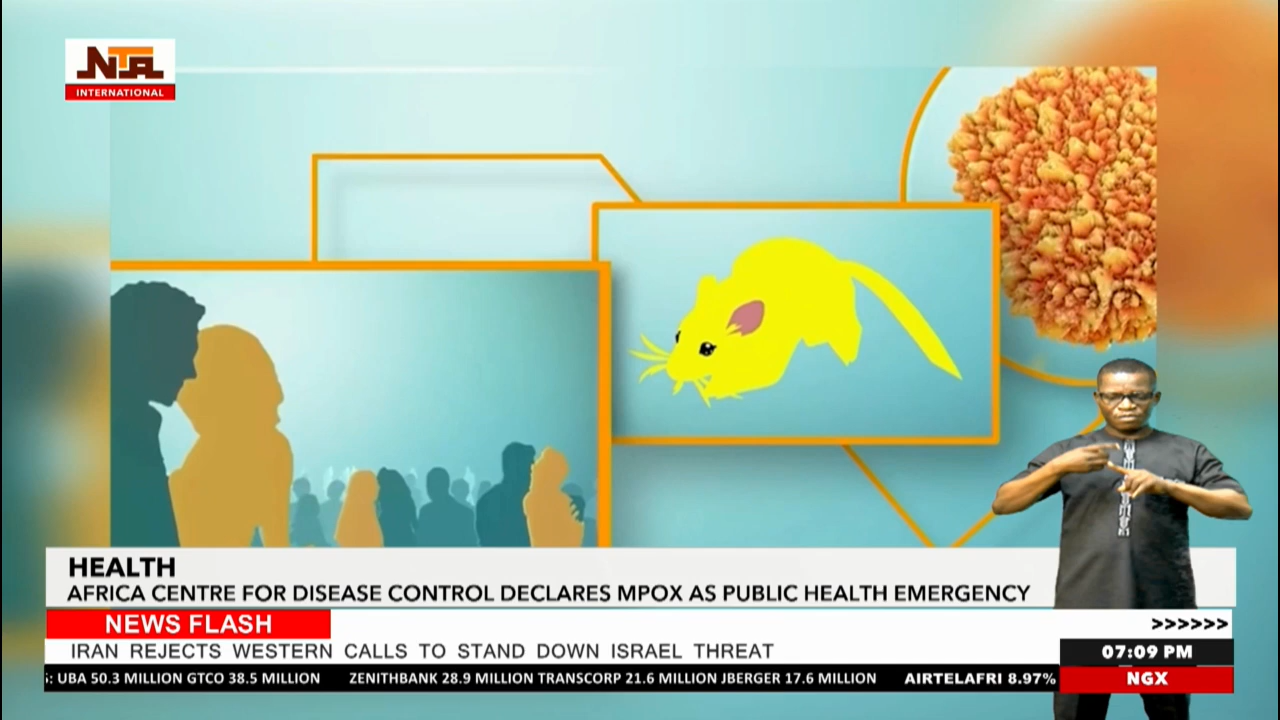 NTA
INTERNATIONAL
HEALTH
AFRICA CENTRE FOR DISEASE CONTROL DECLARES MPOX AS PUBLIC HEALTH EMERGENCY
NEWS FLASH
>>>>>>
IRAN REJECTS WESTERN CALLS TO STAND DOWN ISRAEL THREAT
07:09 PM
: UBA 50.3 MILLION GTCO 38.5 MILLION ZENITHBANK 28.9 MILLION TRANSCORP 21.6 MILLION JBERGER 17.6 MILLION AIRTELAFRI 8.97%
NGX